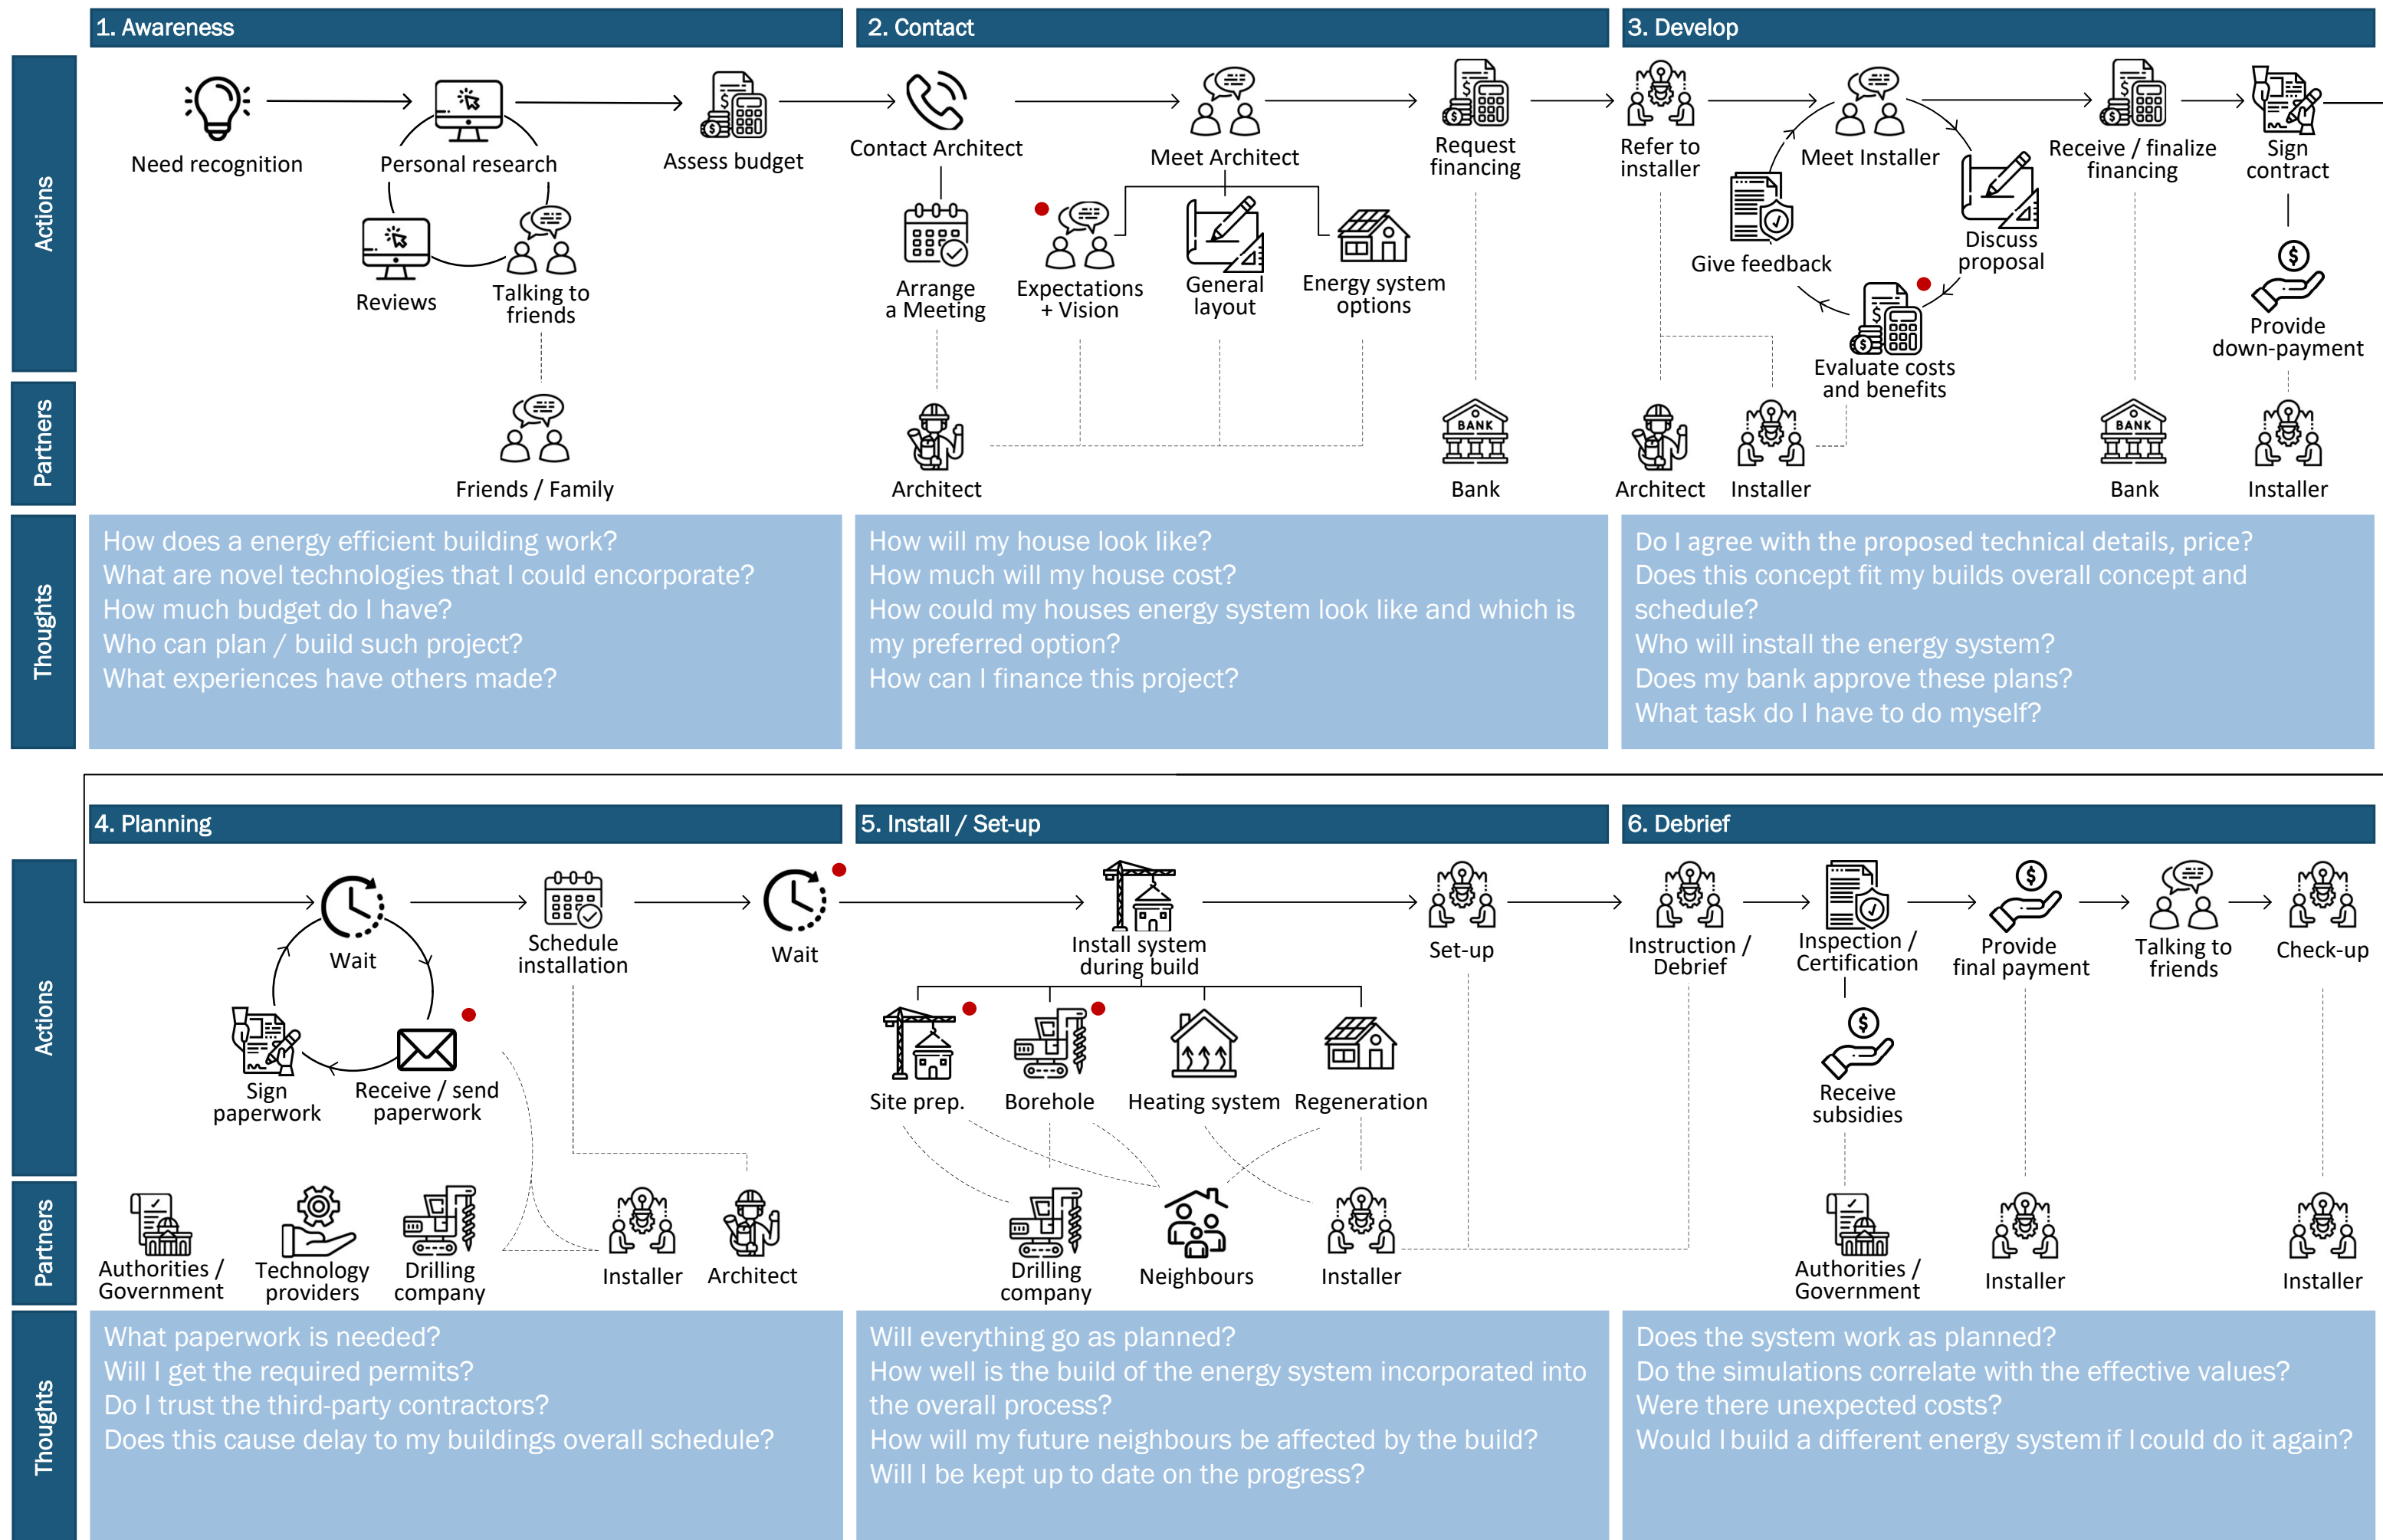 1. Awareness
2. Contact
3. Develop
Actions
Need recognition
Personal research
Reviews
Talking to
friends
Assess budget
Contact Architect
Arrange
a Meeting
Meet Architect
Expectations
+ Vision
General
layout
Energy system
options
Request
financing
Refer to
installer
Meet Installer
Discuss
proposal
Evaluate costs
and benefits
Give feedback
Receive / finalize
financing
Sign
contract
Provide
down-payment
Partners
Friends / Family
Architect
BANK
Bank
Architect
Installer
BANK
Bank
Installer
Thoughts
How does a energy efficient building work?
What are novel technologies that I could encorporate?
How much budget do I have?
Who can plan / build such project?
What experiences have others made?
How will my house look like?
How much will my house cost?
How could my houses energy system look like and which is
my preferred option?
How can I finance this project?
Do I agree with the proposed technical details, price?
Does this concept fit my builds overall concept and
schedule?
Who will install the energy system?
Does my bank approve these plans?
What task do I have to do myself?
4. Planning
5. Install / Set-up
6. Debrief
Actions
Wait
Receive / send
paperwork
Sign
paperwork
Schedule
installation
Wait
Install system
during build
Site prep.
Borehole
Heating system
Regeneration
Set-up
Instruction /
Debrief
Inspection /
Certification
Receive
subsidies
Provide
final payment
Talking to
friends
Check-up
Partners
Authorities /
Government
Technology
providers
Drilling
company
Installer
Architect
Drilling
company
Neighbours
Installer
Authorities /
Government
Installer
Installer
Thoughts
What paperwork is needed?
Will I get the required permits?
Do I trust the third-party contractors?
Does this cause delay to my buildings overall schedule?
Will everything go as planned?
How well is the build of the energy system incorporated into
the overall process?
How will my future neighbours be affected by the build?
Will I be kept up to date on the progress?
Does the system work as planned?
Do the simulations correlate with the effective values?
Were there unexpected costs?
Would I build a different energy system if I could do it again?